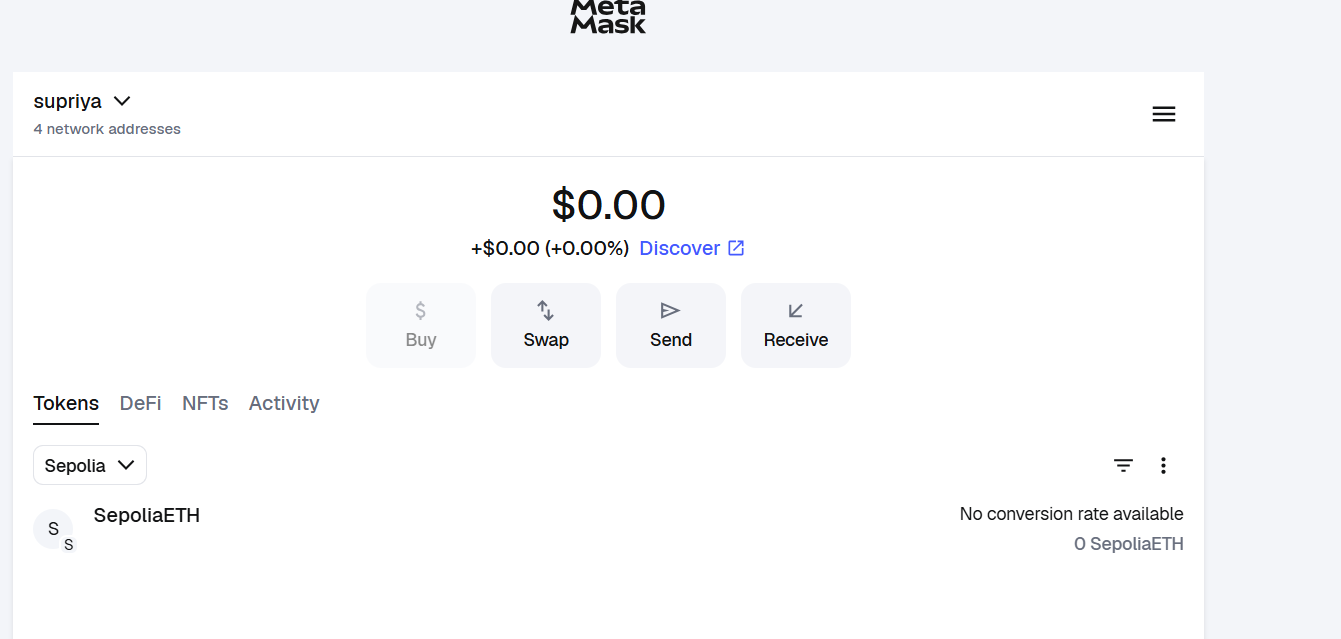 Meta
Mask
supriya
4 network addresses
$0.00
+$0.00 (+0.00%) Discover
$
Buy Swap Send Receive
Tokens DeFi NFTs Activity
Sepolia
S
S
SepoliaETH
No conversion rate available
0 SepoliaETH